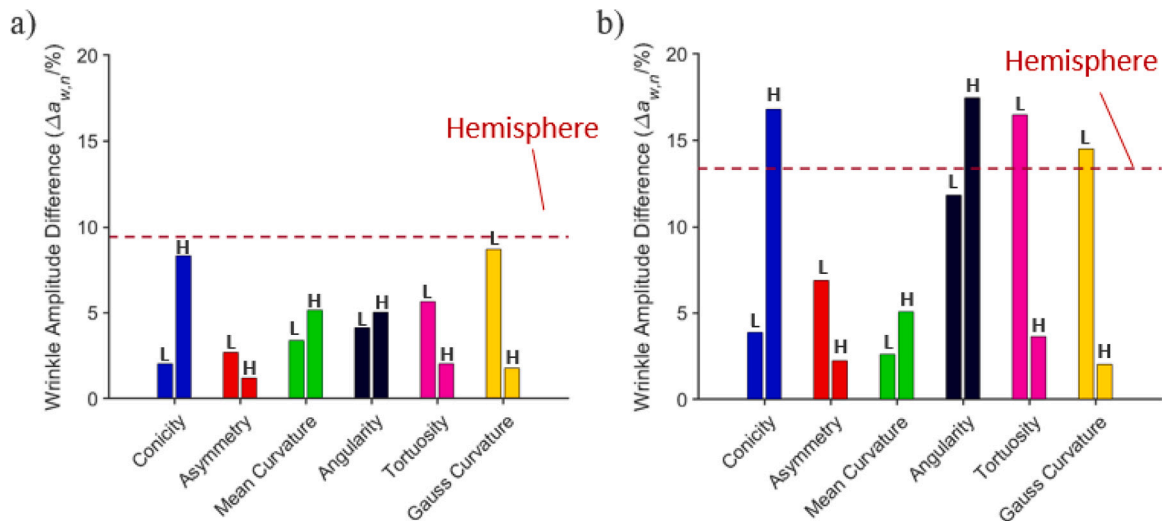 a)
Wrinkle Amplitude Difference (Δa_{w,n}/%)
20
15
10
5
0
Hemisphere
L
H
L
H
L
H
L
H
L
H
L
H
Conicity
Asymmetry
Mean Curvature
Angularity
Tortuosity
Gauss Curvature
b)
Wrinkle Amplitude Difference (Δa_{w,n}/%)
20
15
10
5
0
Hemisphere
L
H
L
H
L
H
L
H
L
H
L
H
Conicity
Asymmetry
Mean Curvature
Angularity
Tortuosity
Gauss Curvature